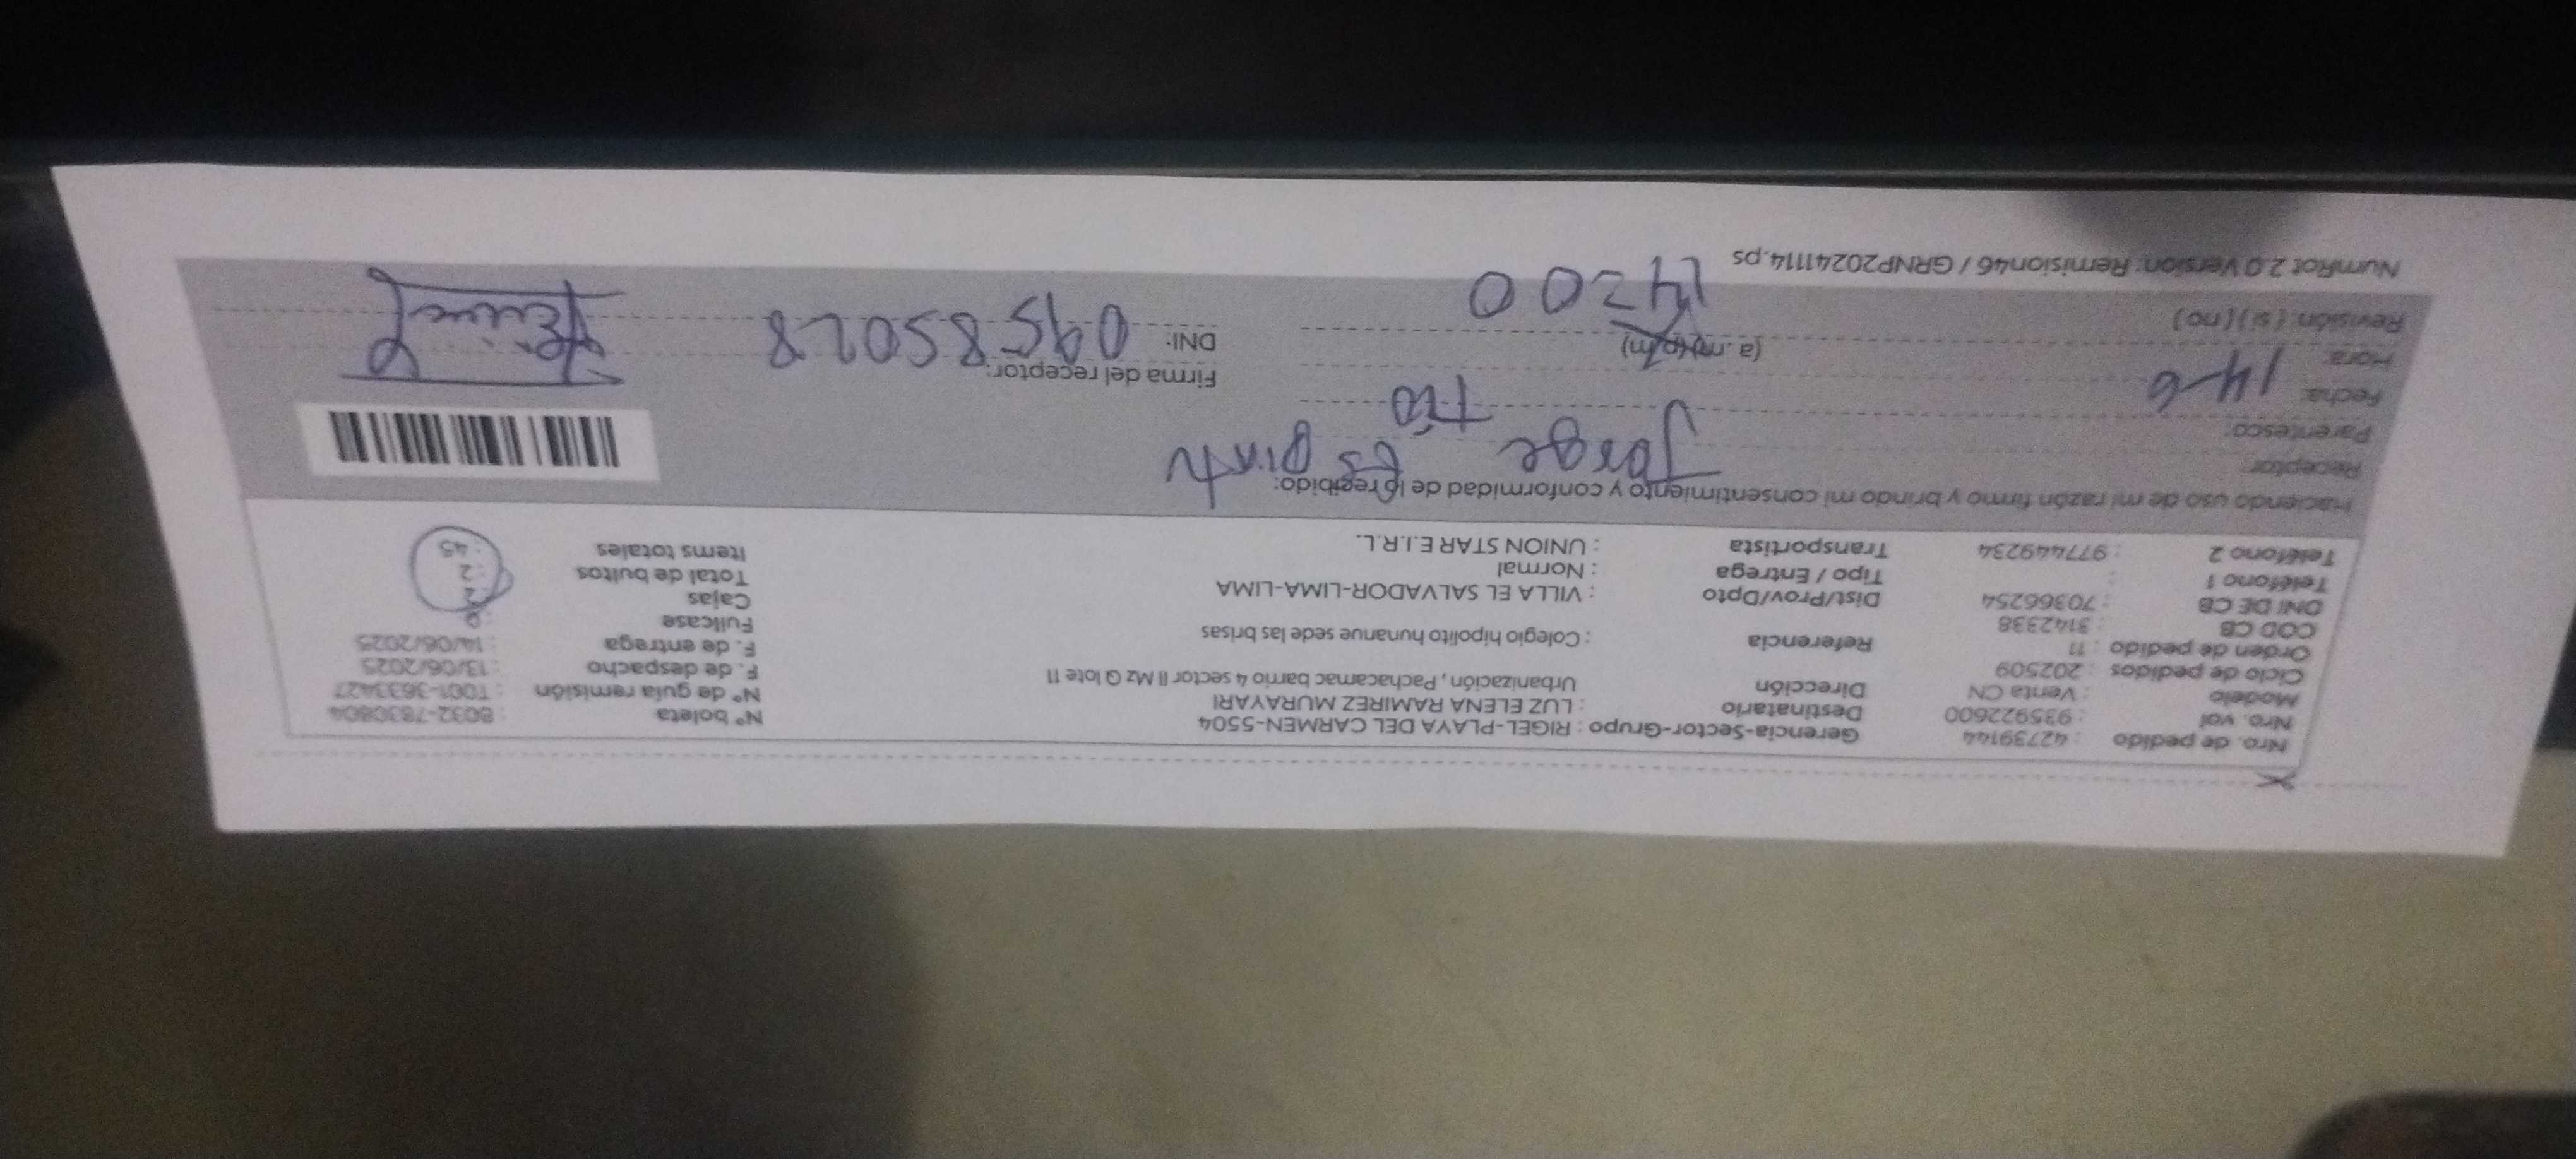 Nro. de pedido : 42739144 Gerencia-Sector-Grupo : RIGEL-PLAYA DEL CARMEN-5504 N° boleta : B032-7830804
Nro. val : 935922600 Destinatario : LUZ ELENA RAMIREZ MURAYARI N° de guía remisión : T001-3633427
Modelo : Venta CN Dirección Urbanización , Pachacamac barrio 4 sector II Mz Q lote 11 F. de despacho : 13/06/2025
Ciclo de pedidos : 202509 Referencia : Colegio hipolito hunanue sede las brisas F. de entrega : 14/06/2025
Orden de pedido : 11 Dist/Prov/Dpto : VILLA EL SALVADOR-LIMA-LIMA Fullcase
COD CB : 3142338 Tipo / Entrega : Normal Cajas : 2
DNI DE CB : 70366254 Transportista : UNION STAR E.I.R.L. Total de bultos : 2
Teléfono 1 : Items totales : 45
Teléfono 2 : 977449234
Haciendo uso de mi razón firmo y brindo mi consentimiento y conformidad de lo recibido:
Receptor: Jorge
Parentesco: Tío
Fecha: 14-6 Firma del receptor:
Hora: (a.m) (p.m) DNI: 09585028
Revisión: (si) (no) 14=00
NumRot 2.0 Version: Remision46 / GRNP20241114.ps